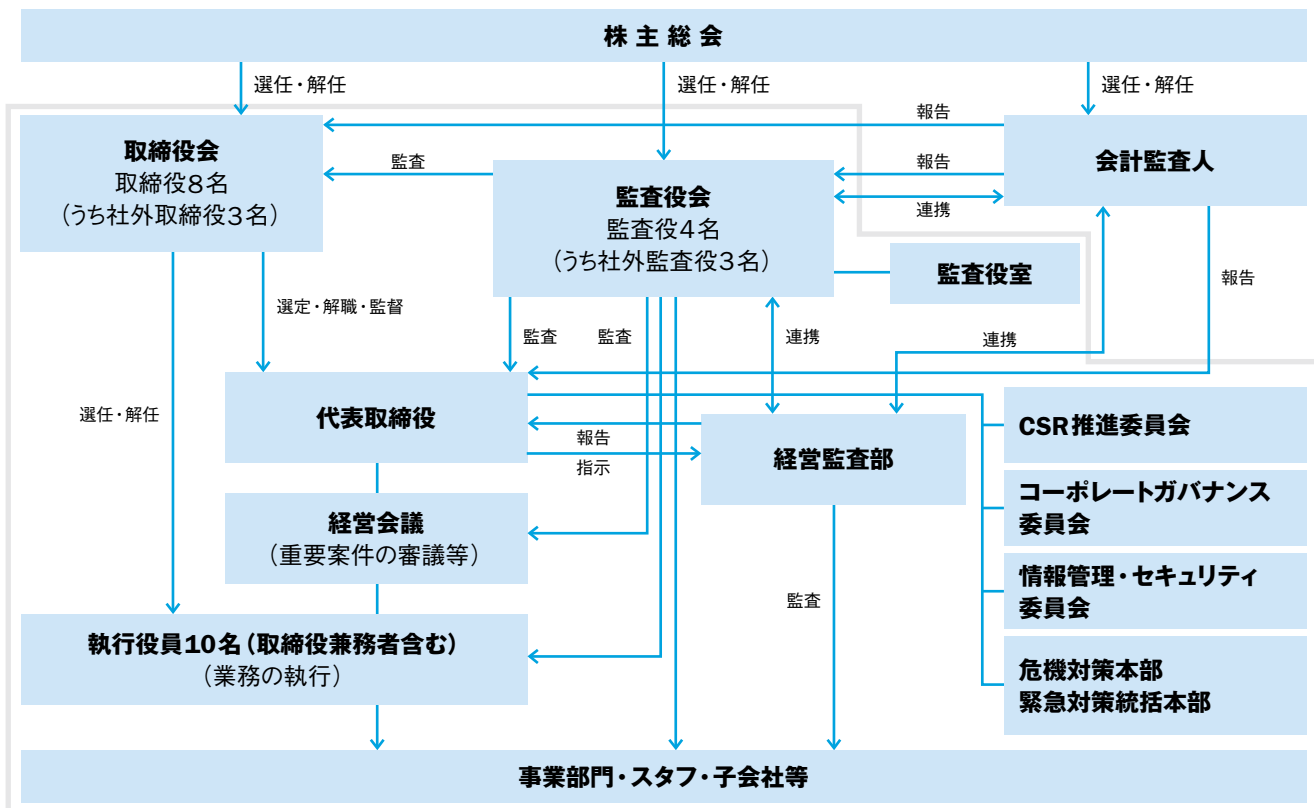 株主総会
選任・解任
選任・解任
選任・解任
報告
取締役会
取締役8名
（うち社外取締役3名）
監査
監査役会
監査役4名
（うち社外監査役3名）
報告
連携
会計監査人
監査役室
選定・解職・監督
監査
監査
連携
連携
報告
選任・解任
代表取締役
報告
指示
経営監査部
CSR推進委員会
経営会議
（重要案件の審議等）
コーポレートガバナンス
委員会
監査
情報管理・セキュリティ
委員会
執行役員10名（取締役兼務者含む）
（業務の執行）
危機対策本部
緊急対策統括本部
事業部門・スタッフ・子会社等